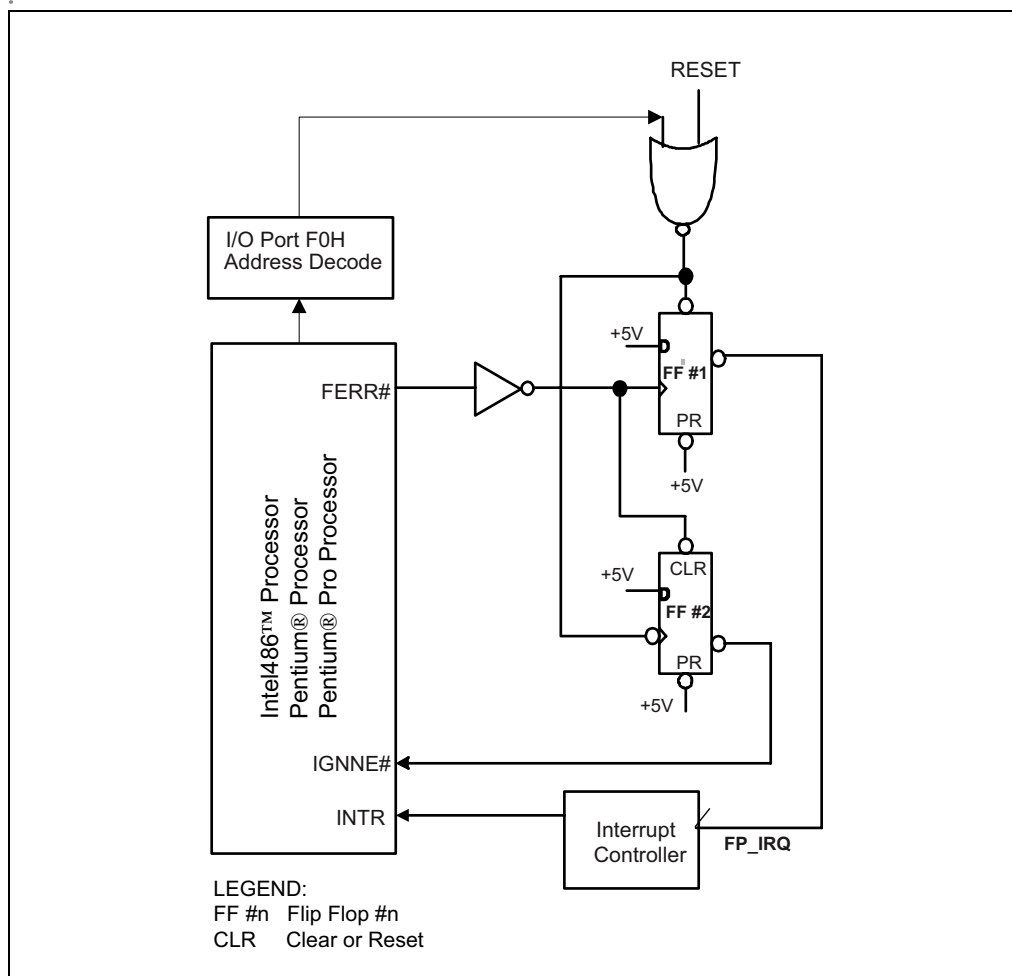 RESET
I/O Port F0H
Address Decode
+5V
FF #1
FERR#
PR
+5V
Intel486™ Processor
Pentium® Processor
Pentium® Pro Processor
CLR
+5V
FF #2
PR
+5V
IGNNE#
INTR
Interrupt
Controller
FP_IRQ
LEGEND:
FF #n Flip Flop #n
CLR Clear or Reset